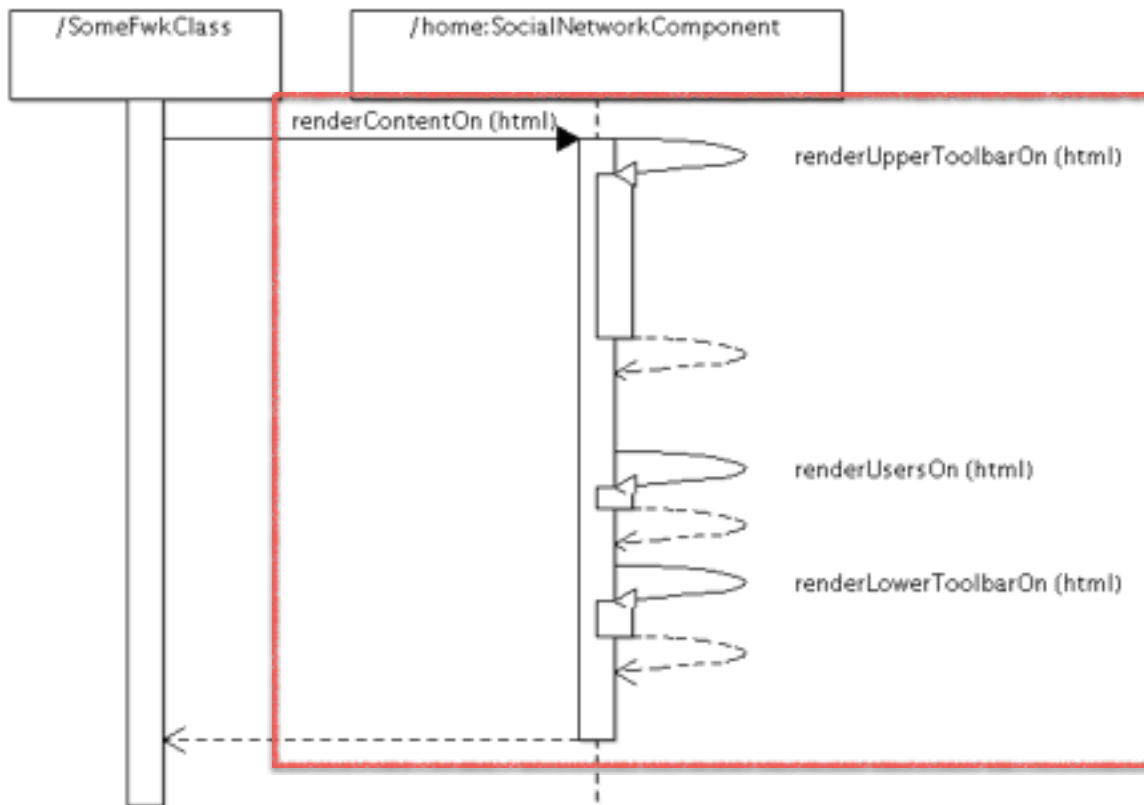 /SomeFwkClass
/home:SocialNetworkComponent
renderContentOn (html)
renderUpperToolbarOn (html)
renderUsersOn (html)
renderLowerToolbarOn (html)